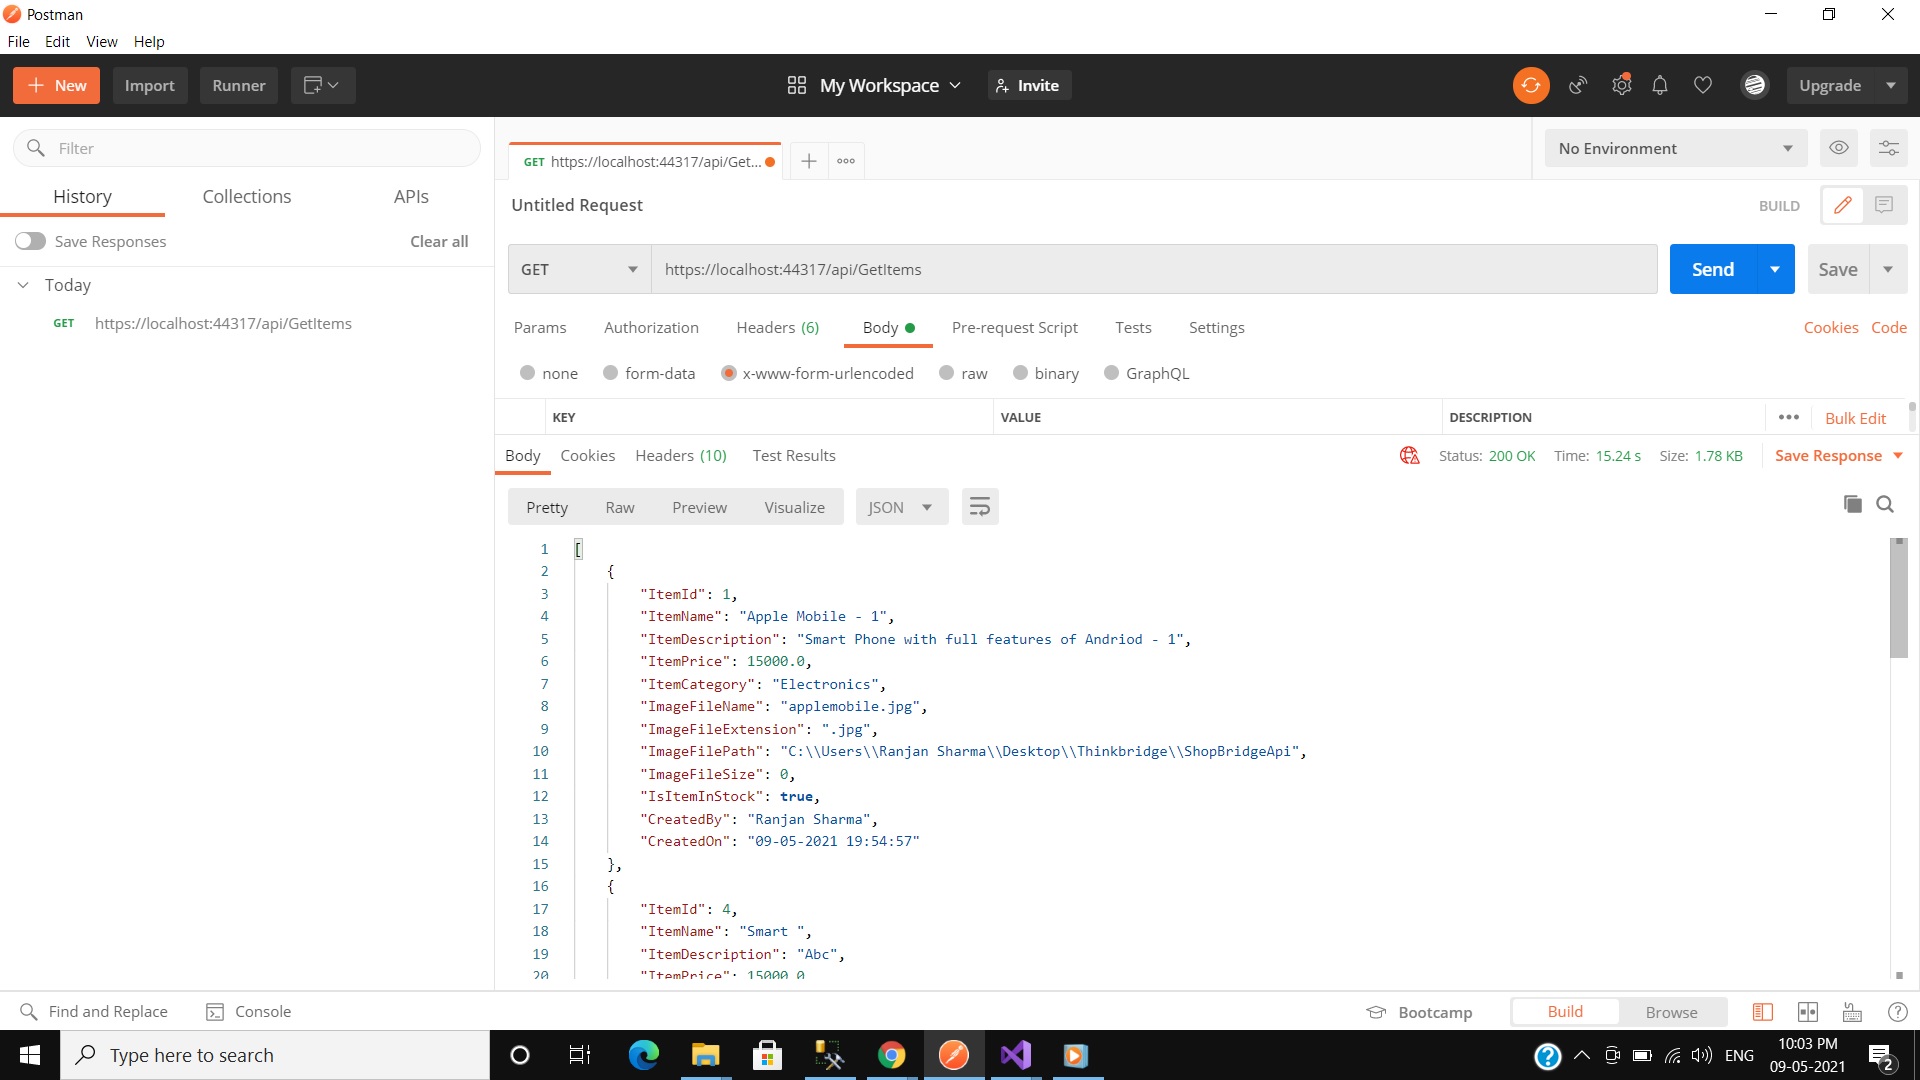 Postman
File Edit View Help
New Import Runner My Workspace Invite Upgrade
Filter
History Collections APIs
Save Responses Clear all
Today
GET https://localhost:44317/api/GetItems
GET https://localhost:44317/api/Get...
No Environment
Untitled Request BUILD
GET https://localhost:44317/api/GetItems Send Save
Params Authorization Headers (6) Body Pre-request Script Tests Settings Cookies Code
none form-data x-www-form-urlencoded raw binary GraphQL
KEY VALUE DESCRIPTION Bulk Edit
Body Cookies Headers (10) Test Results Status: 200 OK Time: 15.24 s Size: 1.78 KB Save Response
Pretty Raw Preview Visualize JSON
1 [
2 {
3 "ItemId": 1,
4 "ItemName": "Apple Mobile - 1",
5 "ItemDescription": "Smart Phone with full features of Andriod - 1",
6 "ItemPrice": 15000.0,
7 "ItemCategory": "Electronics",
8 "ImageFileName": "applemobile.jpg",
9 "ImageFileExtension": ".jpg",
10 "ImageFilePath": "C:\\Users\\Ranjan Sharma\\Desktop\\Thinkbridge\\ShopBridgeApi",
11 "ImageFileSize": 0,
12 "IsItemInStock": true,
13 "CreatedBy": "Ranjan Sharma",
14 "CreatedOn": "09-05-2021 19:54:57"
15 },
16 {
17 "ItemId": 4,
18 "ItemName": "Smart ",
19 "ItemDescription": "Abc",
20 "ItemPrice": 15000.0
Find and Replace Console Bootcamp Build Browse
Type here to search
ENG
10:03 PM
09-05-2021
2